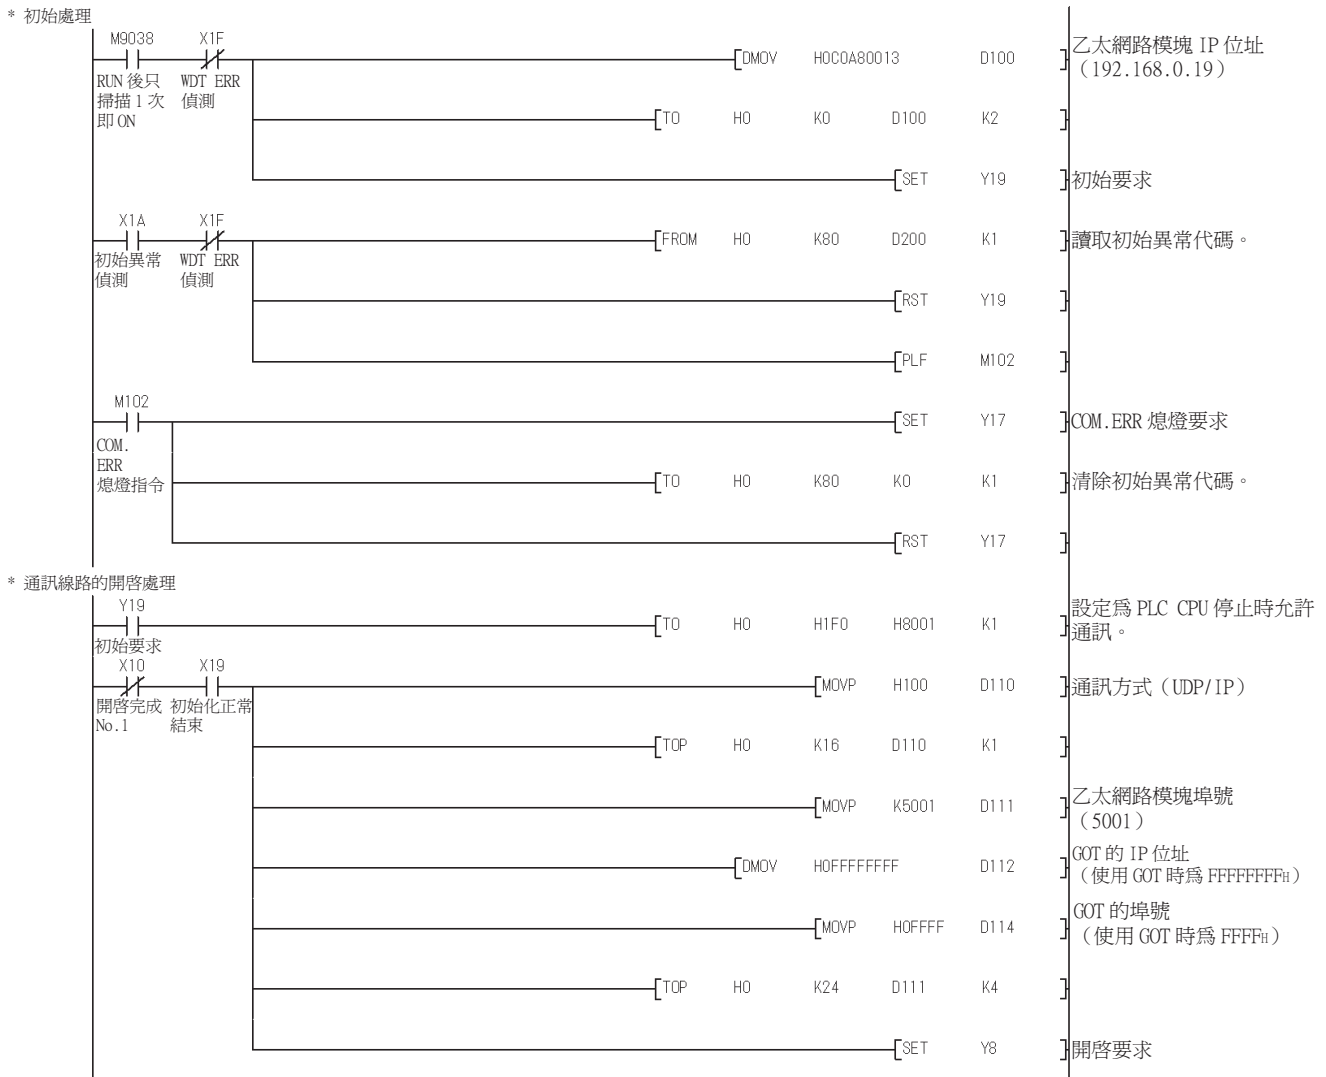 * 初始處理
M9038 X1F
[DMOV H0C0A80013 D100 ] 乙太網路模塊 IP 位址
（192.168.0.19）
RUN 後只 WDT ERR
掃描 1 次 偵測
即 ON
[TO H0 K0 D100 K2 ]
[SET Y19 ] 初始要求
X1A X1F
[FROM H0 K80 D200 K1 ] 讀取初始異常代碼。
初始異常 WDT ERR
偵測 偵測
[RST Y19 ]
[PLF M102 ]
M102
[SET Y17 ] COM.ERR 熄燈要求
COM.
ERR
熄燈指令
[TO H0 K80 K0 K1 ] 清除初始異常代碼。
[RST Y17 ]
* 通訊線路的開啓處理
Y19
[TO H0 H1F0 H8001 K1 ] 設定爲 PLC CPU 停止時允許
通訊。
初始要求
X10 X19
[MOVP H100 D110 ] 通訊方式（UDP/IP）
開啓完成 初始化正常
No.1 結束
[TOP H0 K16 D110 K1 ]
[MOVP K5001 D111 ] 乙太網路模塊埠號
（5001）
[DMOV H0FFFFFFFF D112 ] GOT 的 IP 位址
（使用 GOT 時爲 FFFFFFFFH）
[MOVP H0FFFF D114 ] GOT 的埠號
（使用 GOT 時爲 FFFFH）
[TOP H0 K24 D111 K4 ]
[SET Y8 ] 開啓要求